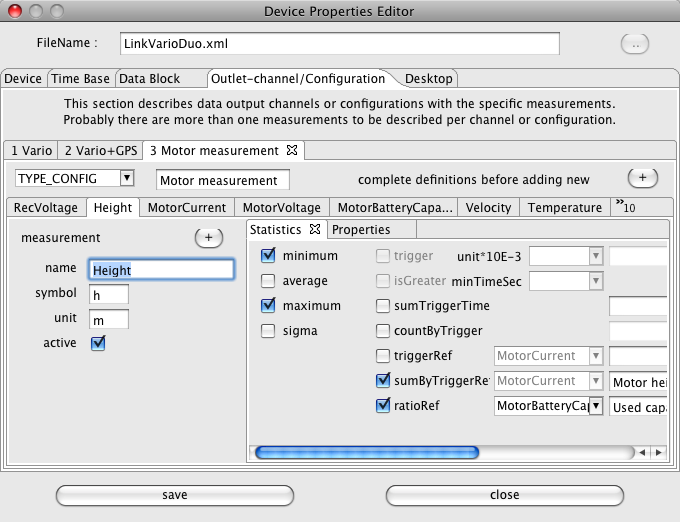 Device Properties Editor
FileName : LinkVarioDuo.xml ..
Device Time Base Data Block Outlet-channel/Configuration Desktop
This section describes data output channels or configurations with the specific measurements.
Probably there are more than one measurements to be described per channel or configuration.
1 Vario 2 Vario+GPS 3 Motor measurement
TYPE_CONFIG Motor measurement complete definitions before adding new +
RecVoltage Height MotorCurrent MotorVoltage MotorBatteryCapa... Velocity Temperature »10
measurement +
name Height
symbol h
unit m
active
Statistics Properties
minimum trigger unit*10E-3
average isGreater minTimeSec
maximum sumTriggerTime
sigma countByTrigger
triggerRef MotorCurrent
sumByTriggerRe MotorCurrent Motor hei
ratioRef MotorBatteryCap Used capa
save close